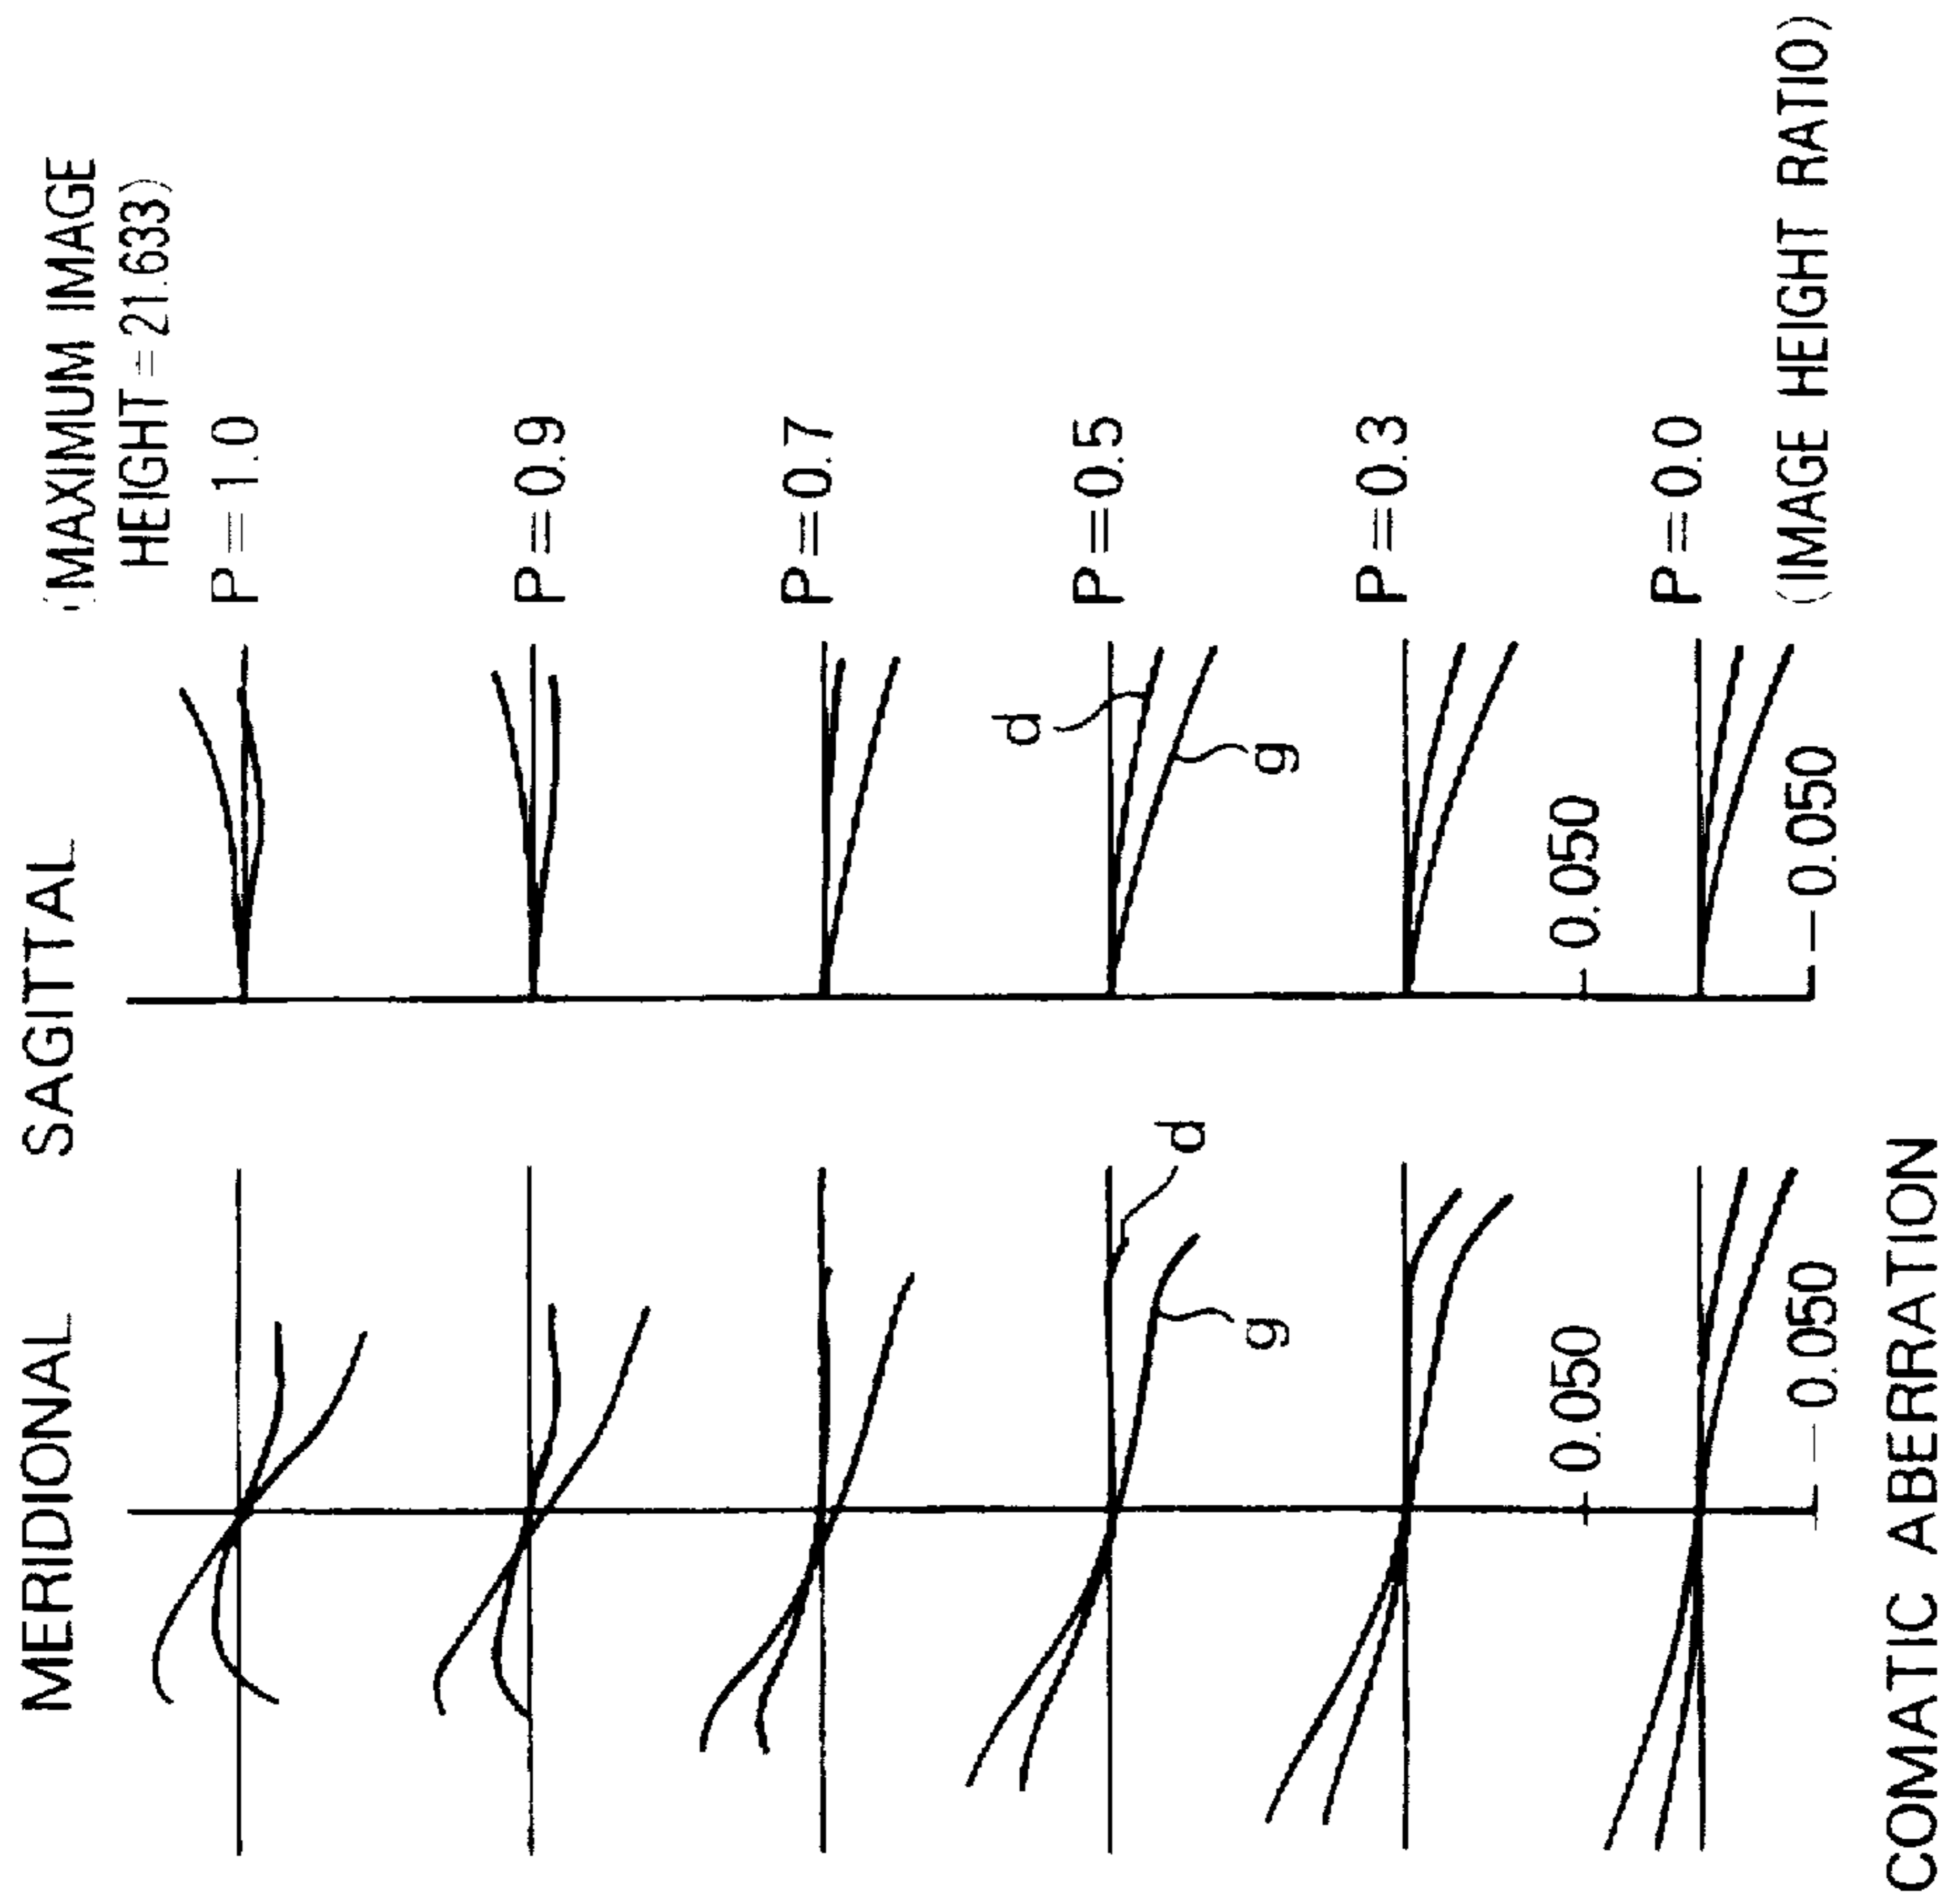 MERIDIONAL
SAGITTAL
(MAXIMUM IMAGE
HEIGHT=21.633)
P=1.0
P=0.9
P=0.7
d
g
d
g
P=0.5
P=0.3
0.050
0.050
P=0.0
-0.050
-0.050
(IMAGE HEIGHT RATIO)
COMATIC ABERRATION